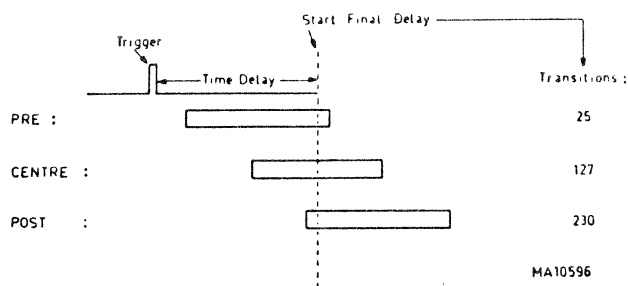 Start Final Delay
Trigger
Time Delay
Transitions :
PRE : 25
CENTRE : 127
POST : 230
MA10596